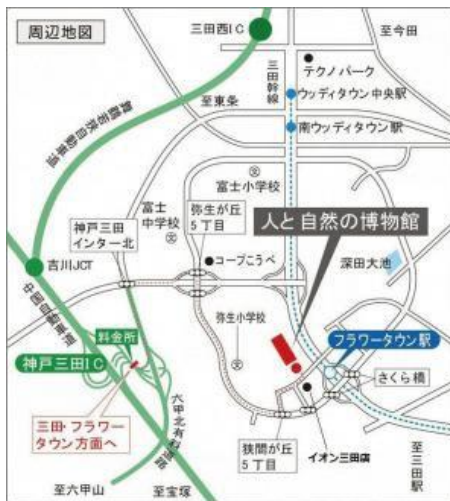 周辺地図
三田西IC
至今田
三田幹線
テクノパーク
ウッディタウン中央駅
至東条
南ウッディタウン駅
舞鶴若狭自動車道
富士小学校
富士
中学校
弥生が丘
5丁目
神戸三田
インター北
人と自然の博物館
コープこうべ
深田大池
吉川JCT
中国自動車道
料金所
弥生小学校
フラワータウン駅
神戸三田IC
さくら橋
三田・フラワー
タウン方面へ
六甲北有料道路
狭間が丘
5丁目
イオン三田店
至三田駅
至六甲山
至宝塚